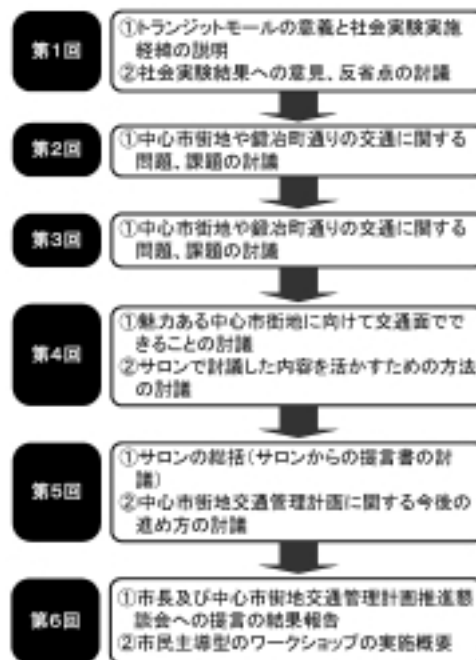 第1回
①トランジットモールの意義と社会実験実施
経緯の説明
②社会実験結果への意見、反省点の討議
第2回
①中心市街地や鍛冶町通りの交通に関する
問題、課題の討議
第3回
①中心市街地や鍛冶町通りの交通に関する
問題、課題の討議
第4回
①魅力ある中心市街地に向けて交通面でで
きることの討議
②サロンで討議した内容を活かすための方法
の討議
第5回
①サロンの総括(サロンからの提言書の討
議)
②中心市街地交通管理計画に関する今後の
進め方の討議
第6回
①市長及び中心市街地交通管理計画推進懇
談会への提言の結果報告
②市民主導型のワークショップの実施概要